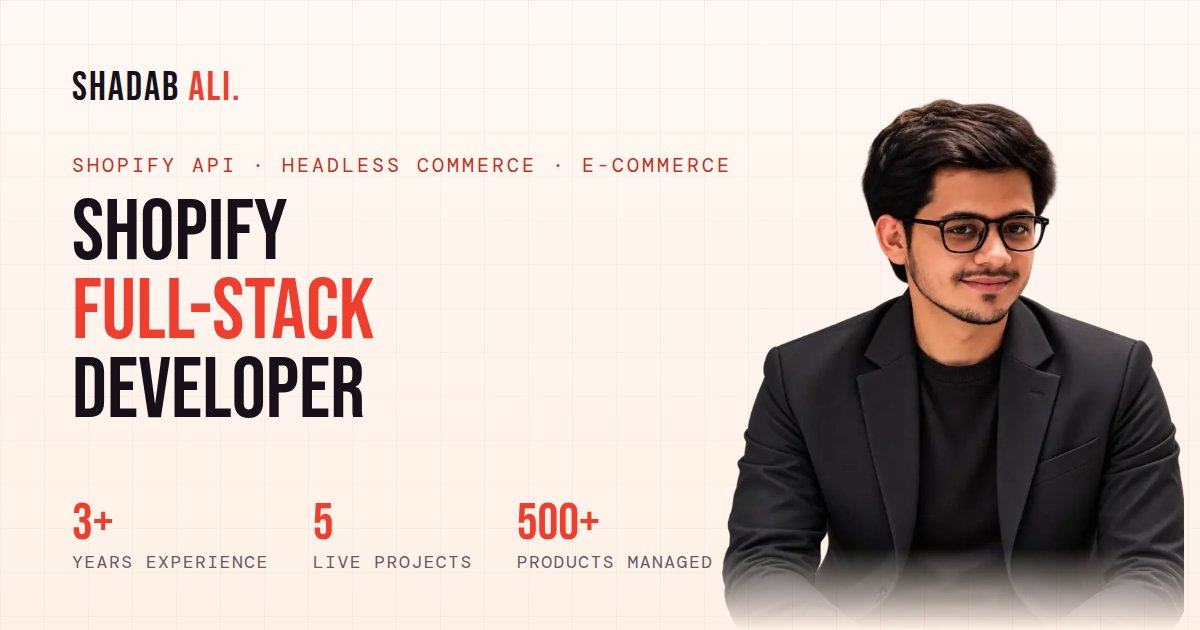 SHADAB ALI.
SHOPIFY API · HEADLESS COMMERCE · E-COMMERCE
SHOPIFY
FULL-STACK
DEVELOPER
3+ 5 500+
YEARS EXPERIENCE LIVE PROJECTS PRODUCTS MANAGED